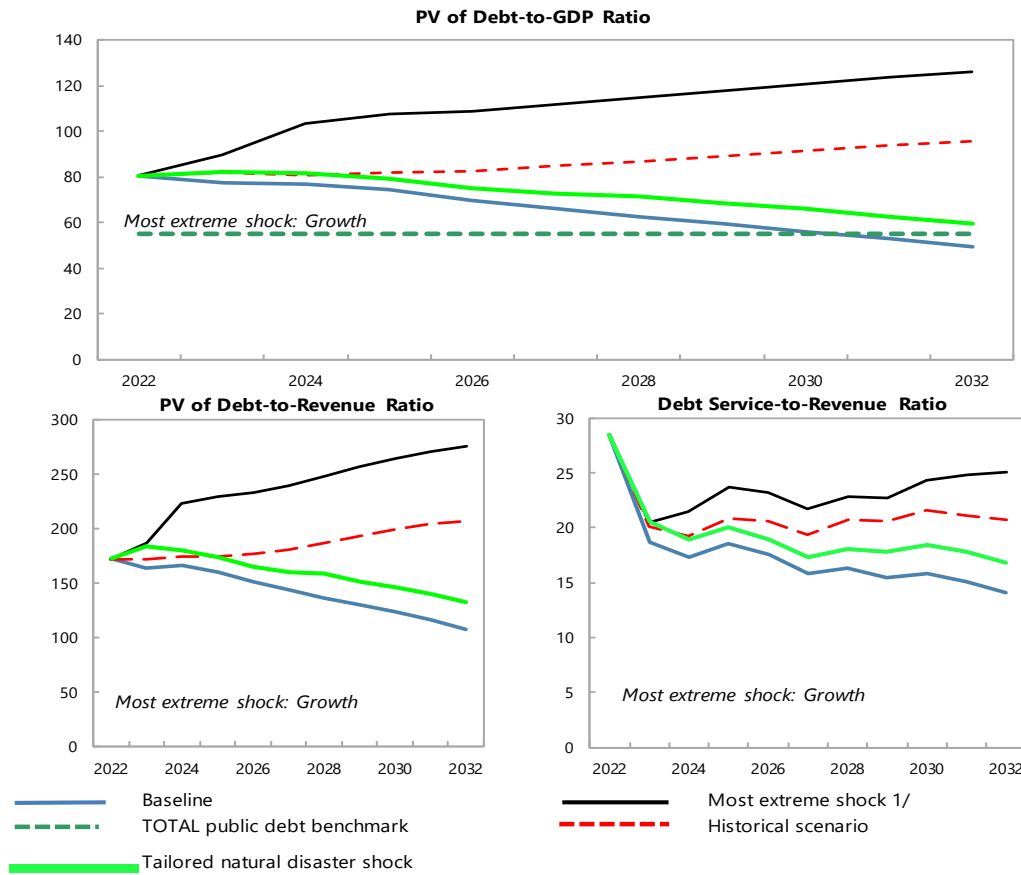 PV of Debt-to-GDP Ratio
140
120
100
80
60
40
20
0
Most extreme shock: Growth
2022 2024 2026 2028 2030 2032
PV of Debt-to-Revenue Ratio
300
250
200
150
100
50
0
Most extreme shock: Growth
2022 2024 2026 2028 2030 2032
Debt Service-to-Revenue Ratio
30
25
20
15
10
5
0
Most extreme shock: Growth
2022 2024 2026 2028 2030 2032
Baseline
Most extreme shock 1/
TOTAL public debt benchmark
Historical scenario
Tailored natural disaster shock